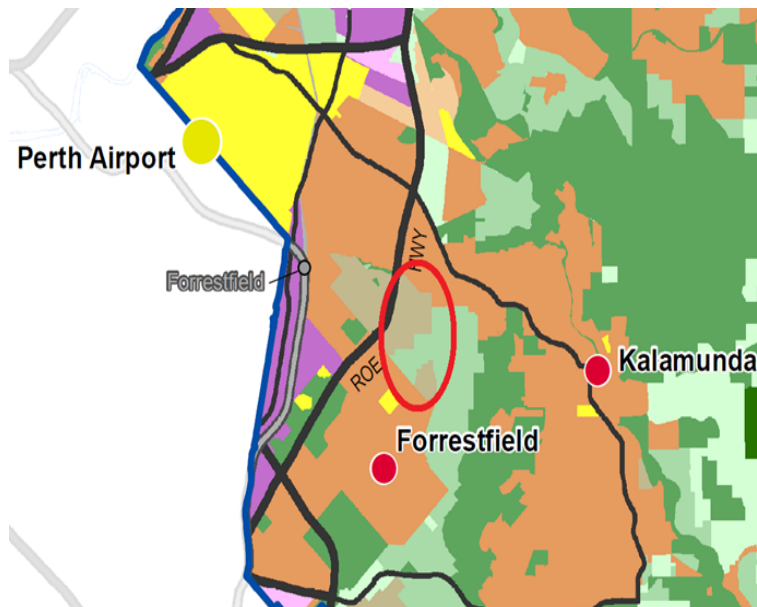 Perth Airport
HWY
Forrestfield
ROE
Kalamunda
Forrestfield